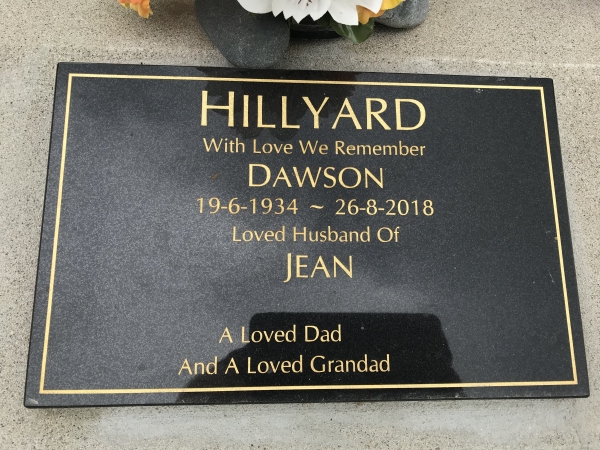 HILLYARD
With Love We Remember
DAWSON
19-6-1934 ~ 26-8-2018
Loved Husband Of
JEAN
A Loved Dad
And A Loved Grandad